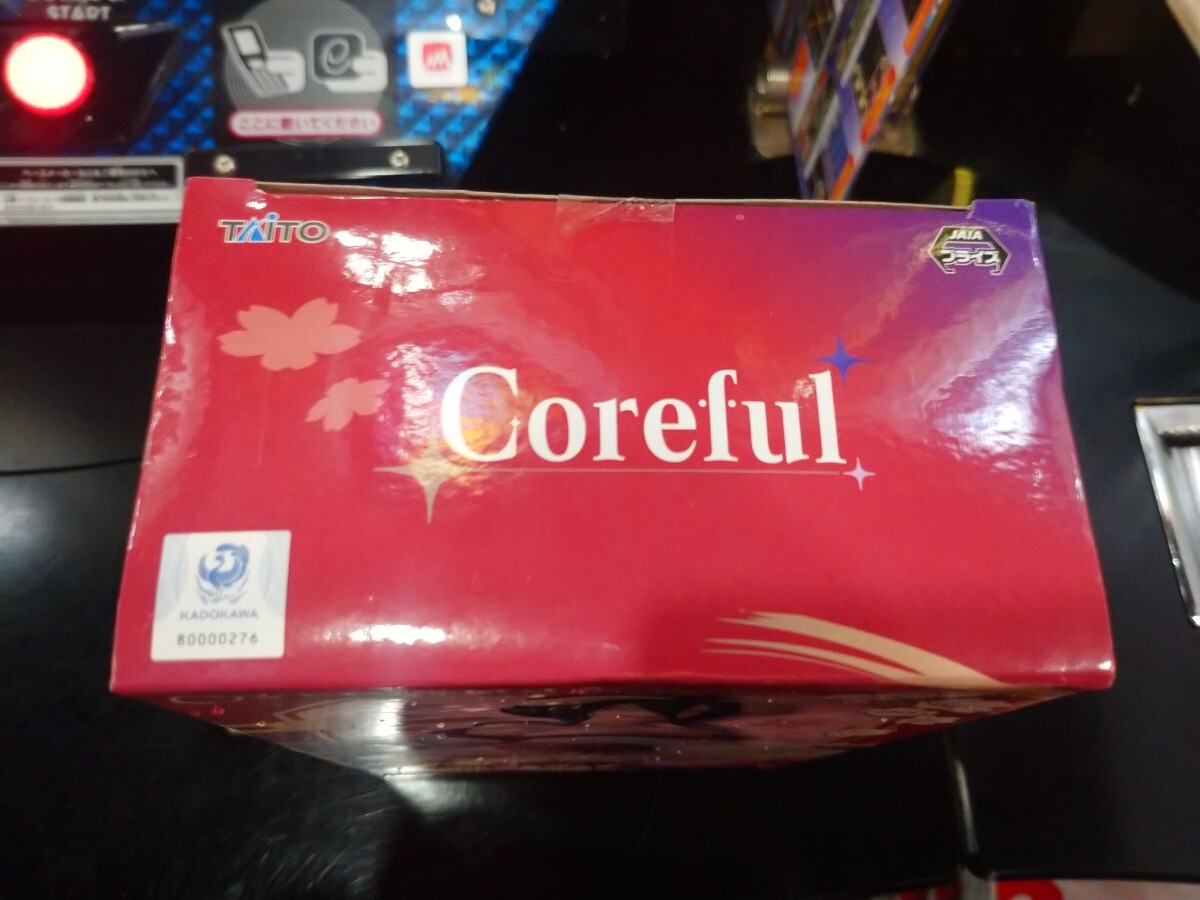 START
ここに置いてください
TAITO
JAIA
プライズ
Coreful
KADOKAWA
80000276